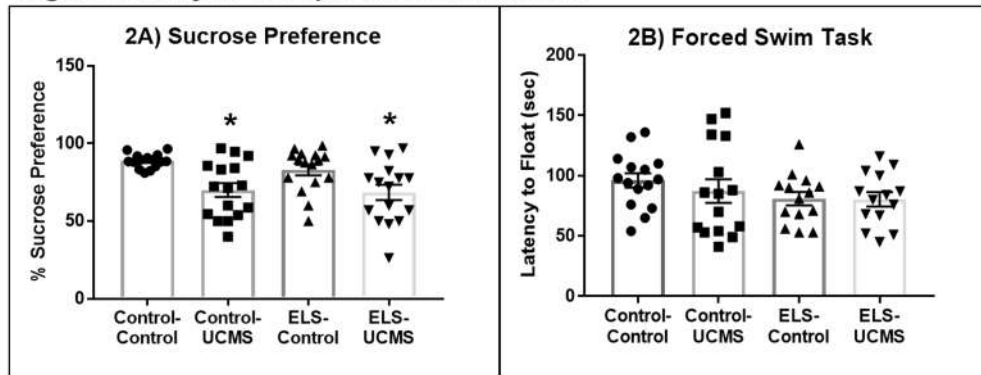 2A) Sucrose Preference
% Sucrose Preference
150
100
50
0
*
*
Control-
Control
Control-
UCMS
ELS-
Control
ELS-
UCMS
2B) Forced Swim Task
Latency to Float (sec)
200
150
100
50
0
Control-
Control
Control-
UCMS
ELS-
Control
ELS-
UCMS